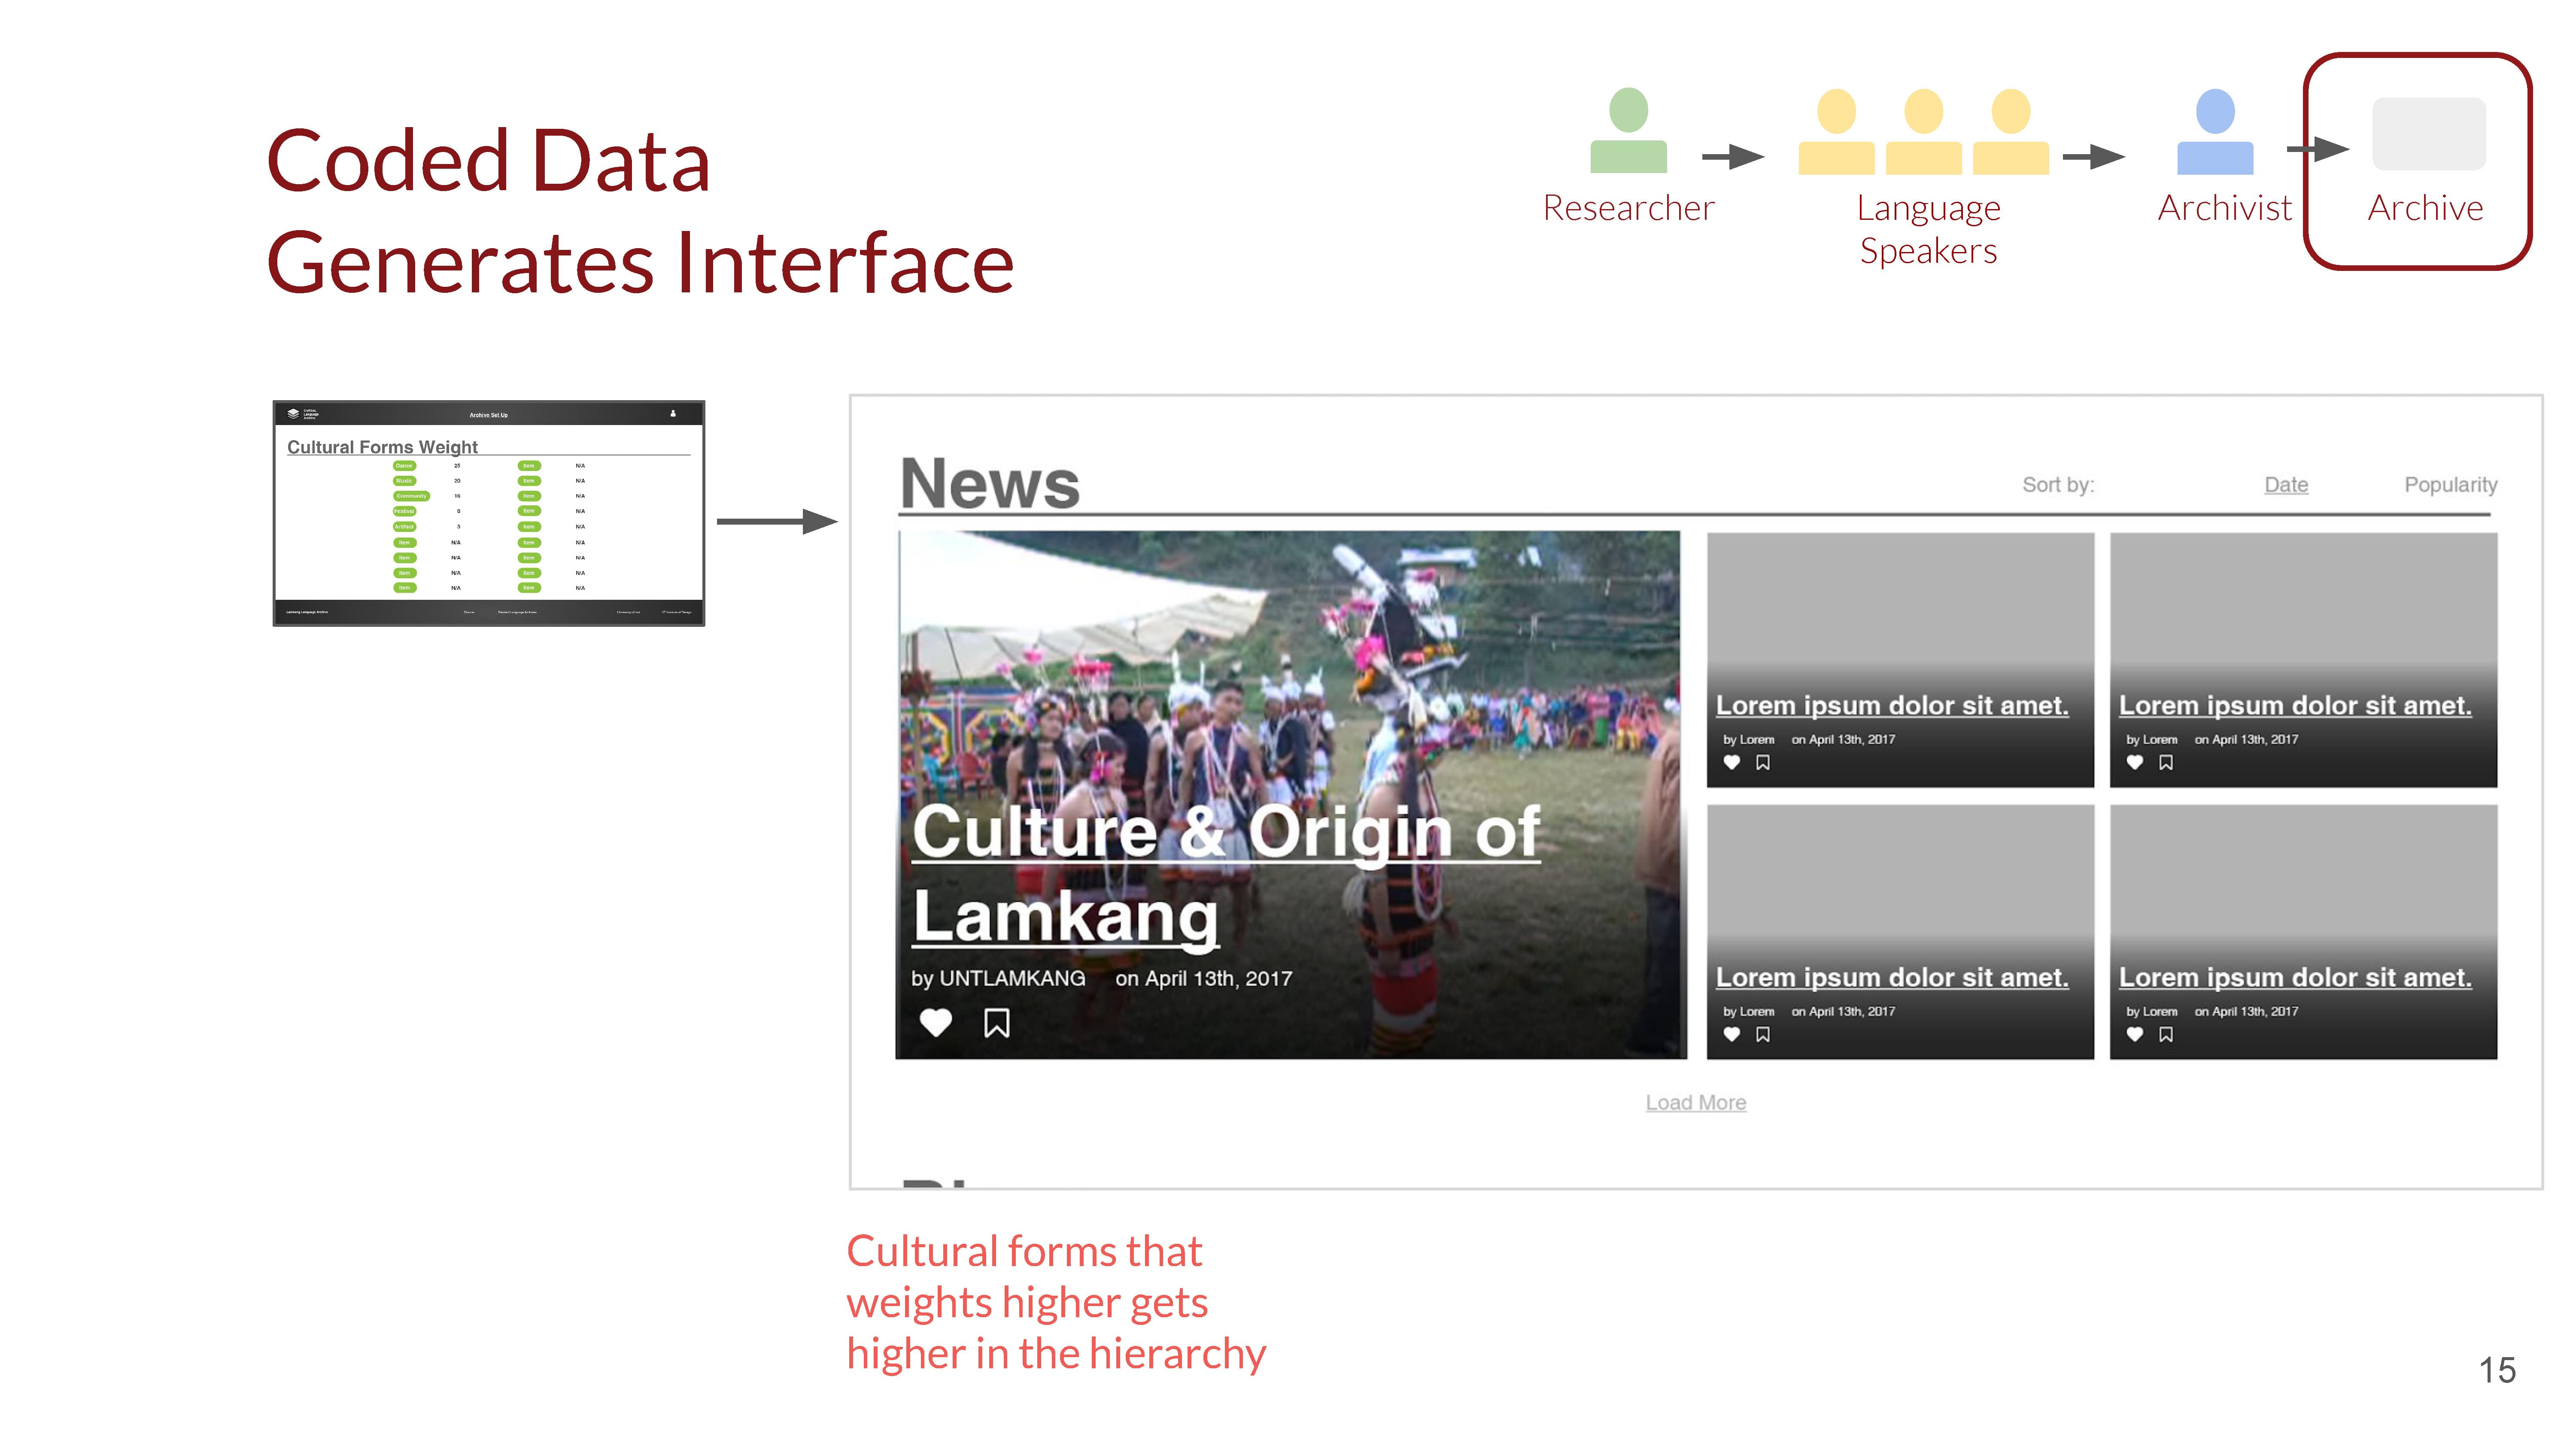 Coded Data
Generates Interface
Researcher
Language
Speakers
Archivist
Archive
Archive Set Up
Cultural Forms Weight
Dance 25 Item N/A
Music 20 Item N/A
Community 16 Item N/A
Festival Item N/A
Artifact Item N/A
Item N/A Item N/A
Item N/A Item N/A
Item N/A Item N/A
Item N/A Item N/A
Lamkang Language Archive
News
Sort by: Date Popularity
Culture & Origin of
Lamkang
by UNTLAMKANG on April 13th, 2017
Lorem ipsum dolor sit amet.
by Lorem on April 13th, 2017
Lorem ipsum dolor sit amet.
by Lorem on April 13th, 2017
Lorem ipsum dolor sit amet.
by Lorem on April 13th, 2017
Lorem ipsum dolor sit amet.
by Lorem on April 13th, 2017
Load More
Cultural forms that
weights higher gets
higher in the hierarchy
15